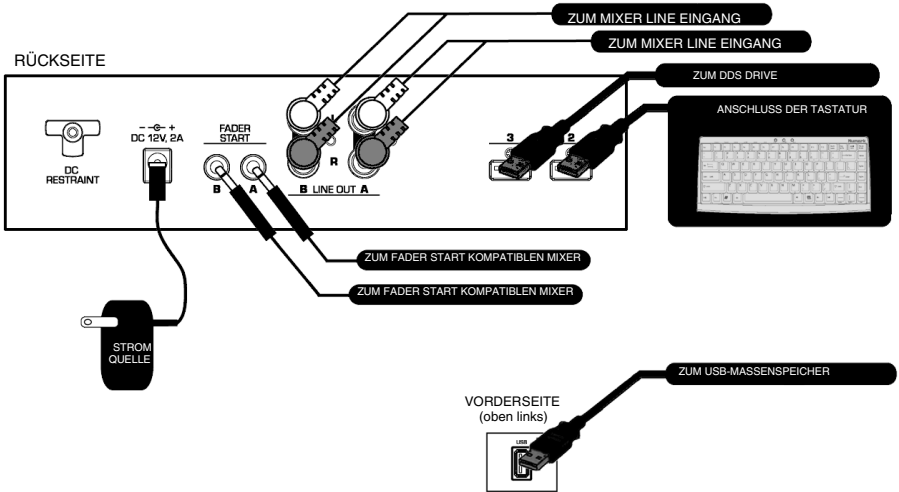 ZUM MIXER LINE EINGANG
ZUM MIXER LINE EINGANG
RÜCKSEITE
ZUM DDS DRIVE
ANSCHLUSS DER TASTATUR
DC
RESTRAINT
DC 12V, 2A
FADER
START
B A
R
B LINE OUT A
3 2
ZUM FADER START KOMPATIBLEN MIXER
ZUM FADER START KOMPATIBLEN MIXER
STROM
QUELLE
ZUM USB-MASSENSPEICHER
VORDERSEITE
(oben links)
USB